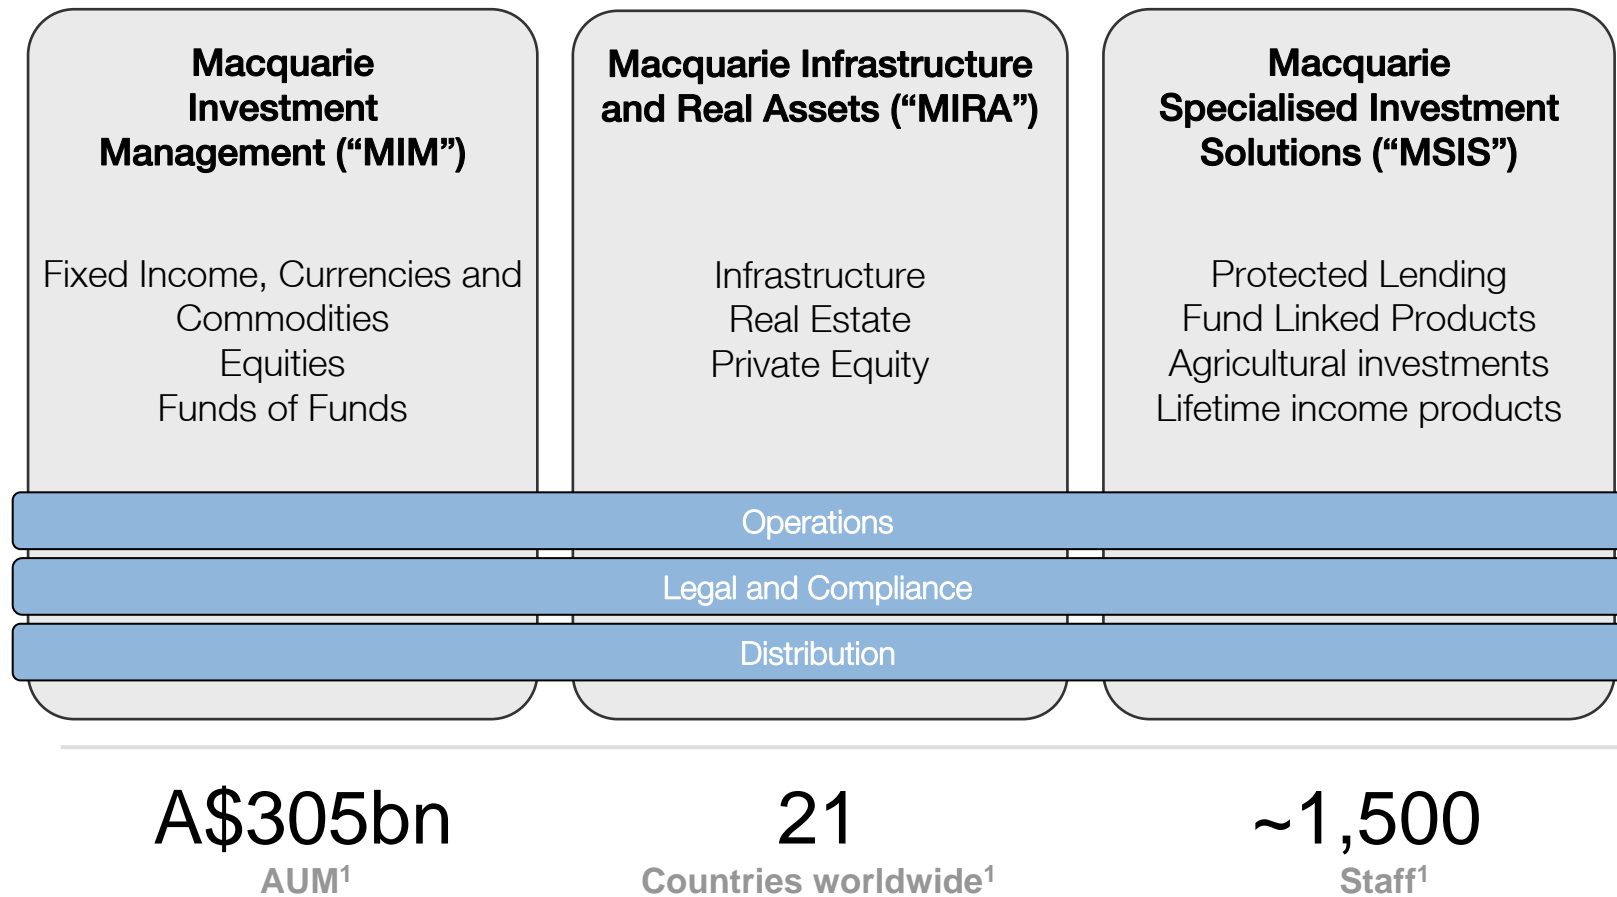 Macquarie
Investment
Management (“MIM”)
Fixed Income, Currencies and
Commodities
Equities
Funds of Funds
Macquarie Infrastructure
and Real Assets (“MIRA”)
Infrastructure
Real Estate
Private Equity
Macquarie
Specialised Investment
Solutions (“MSIS”)
Protected Lending
Fund Linked Products
Agricultural investments
Lifetime income products
Operations
Legal and Compliance
Distribution
A$305bn
AUM¹
21
Countries worldwide¹
~1,500
Staff¹